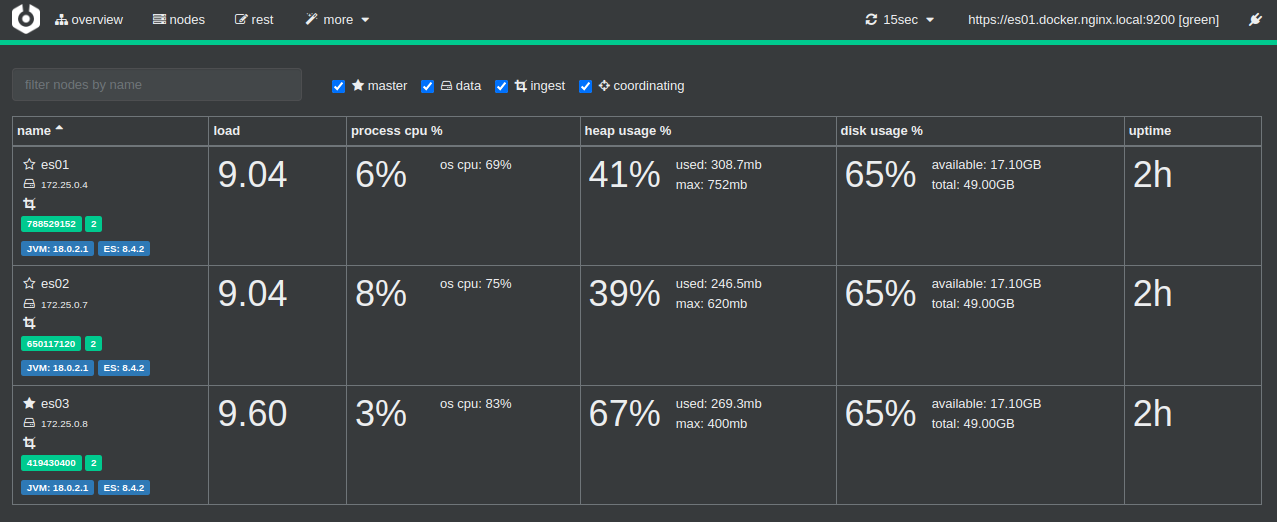 overview nodes rest more 15sec https://es01.docker.nginx.local:9200 [green]
filter nodes by name master data ingest coordinating
name load process cpu % heap usage % disk usage % uptime
es01 9.04 6% os cpu: 69% 41% used: 308.7mb 65% available: 17.10GB 2h
172.25.0.4 max: 752mb total: 49.00GB
788529152 2
JVM: 18.0.2.1 ES: 8.4.2
es02 9.04 8% os cpu: 75% 39% used: 246.5mb 65% available: 17.10GB 2h
172.25.0.7 max: 620mb total: 49.00GB
650117120 2
JVM: 18.0.2.1 ES: 8.4.2
es03 9.60 3% os cpu: 83% 67% used: 269.3mb 65% available: 17.10GB 2h
172.25.0.8 max: 400mb total: 49.00GB
419430400 2
JVM: 18.0.2.1 ES: 8.4.2